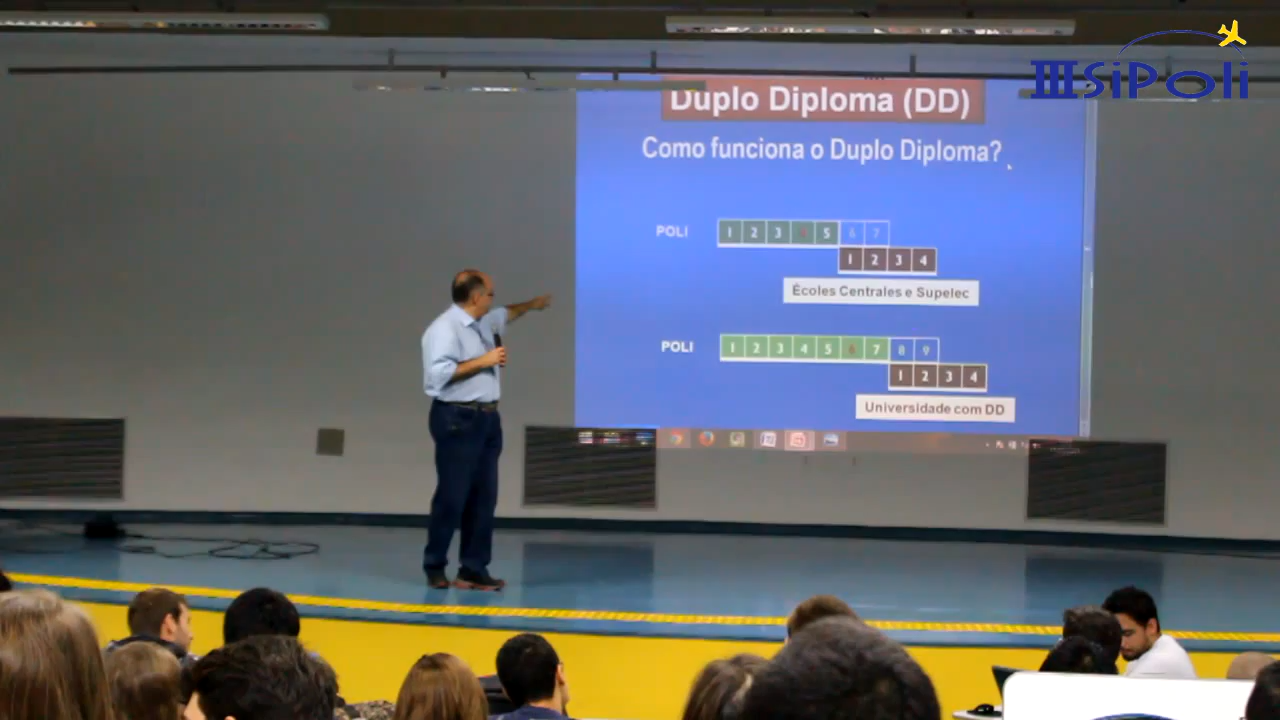 IIISiPoli
Duplo Diploma (DD)
Como funciona o Duplo Diploma?
POLI
1 2 3 4 5 6 7
1 2 3 4
Écoles Centrales e Supelec
POLI
1 2 3 4 5 6 7 8 9
1 2 3 4
Universidade com DD